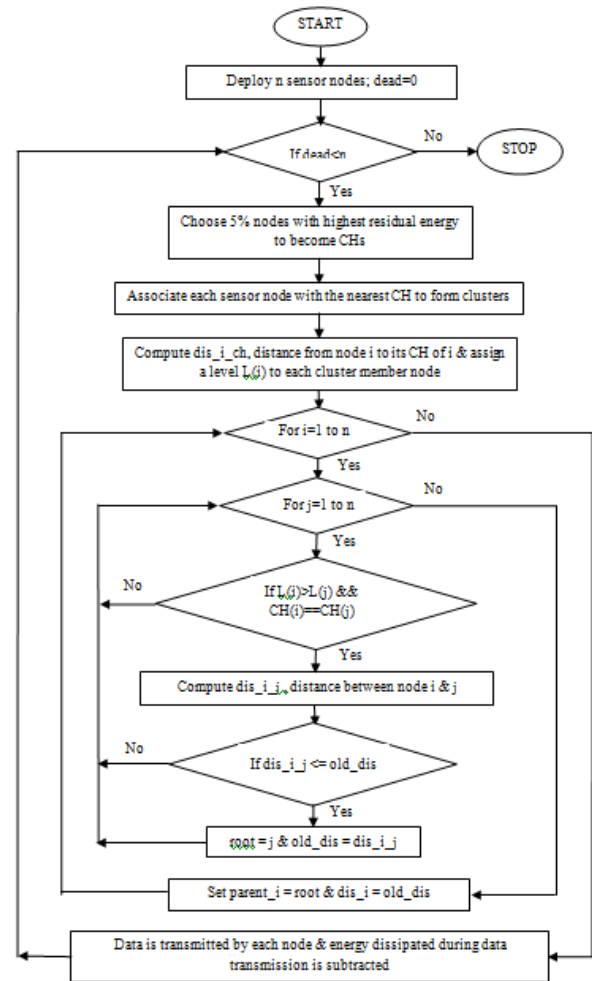 START
Deploy n sensor nodes; dead=0
If dead<n
No
STOP
Yes
Choose 5% nodes with highest residual energy
to become CHs
Associate each sensor node with the nearest CH to form clusters
Compute dis_i_ch, distance from node i to its CH of i & assign
a level L(i) to each cluster member node
For i=1 to n
No
Yes
For j=1 to n
No
Yes
If L(i)>L(j) &&
CH(i)==CH(j)
No
Yes
Compute dis_i_j, distance between node i & j
If dis_i_j <= old_dis
No
Yes
root = j & old_dis = dis_i_j
Set parent_i = root & dis_i = old_dis
Data is transmitted by each node & energy dissipated during data
transmission is subtracted